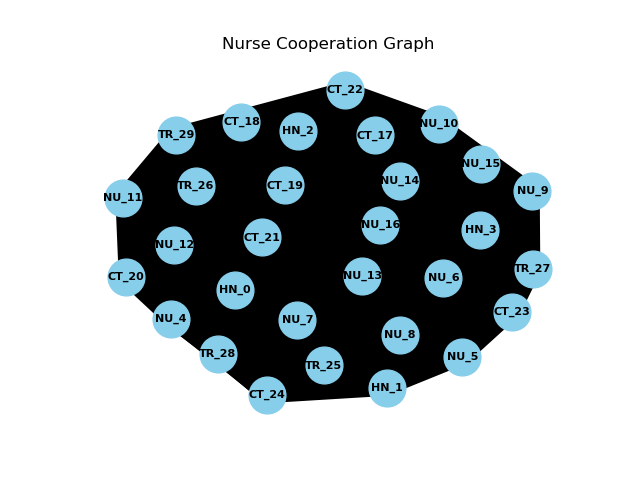 Nurse Cooperation Graph
CT_22
CT_18
NU_10
HN_2
TR_29
CT_17
NU_15
NU_14
CT_19
TR_26
NU_9
NU_11
NU_16
HN_3
CT_21
NU_12
TR_27
CT_20
NU_13
NU_6
HN_0
CT_23
NU_4
NU_7
NU_8
TR_28
NU_5
TR_25
HN_1
CT_24